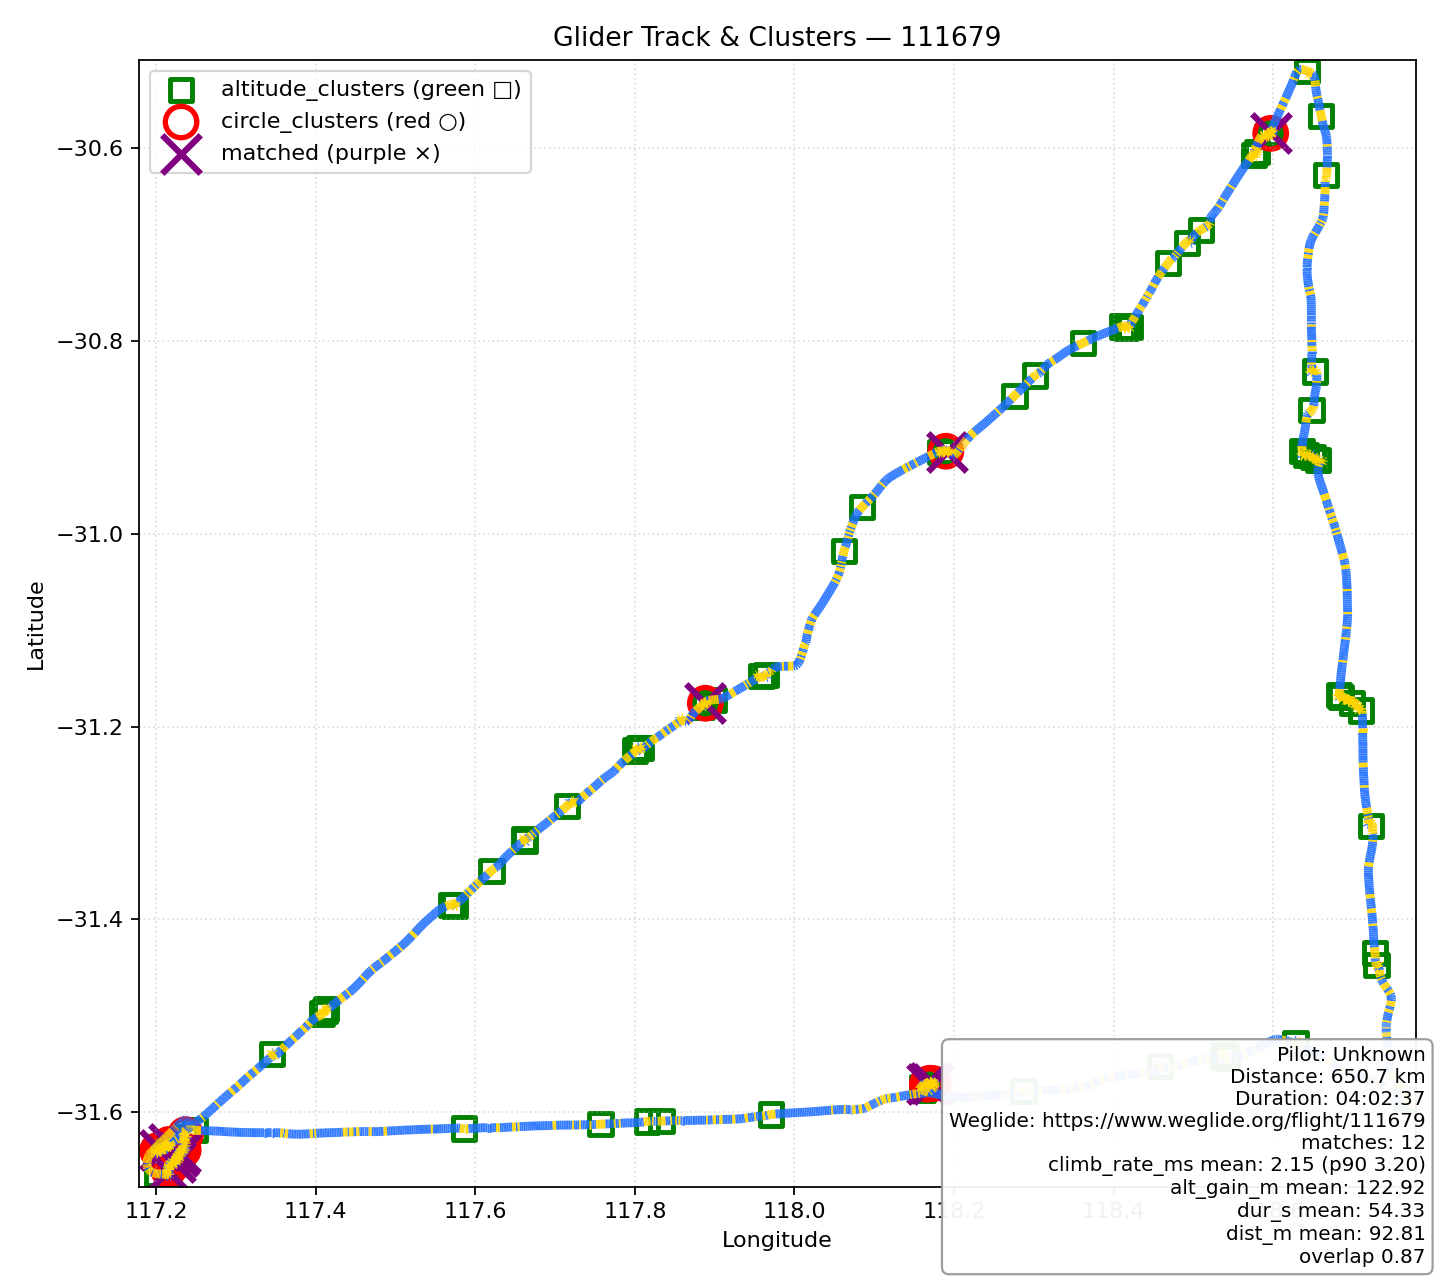 Glider Track & Clusters — 111679
altitude_clusters (green □)
circle_clusters (red ○)
matched (purple ×)
Latitude
−30.6
−30.8
−31.0
−31.2
−31.4
−31.6
117.2
117.4
117.6
117.8
118.0
118.2
118.4
Longitude
Pilot: Unknown
Distance: 650.7 km
Duration: 04:02:37
Weglide: https://www.weglide.org/flight/111679
matches: 12
climb_rate_ms mean: 2.15 (p90 3.20)
alt_gain_m mean: 122.92
dur_s mean: 54.33
dist_m mean: 92.81
overlap 0.87